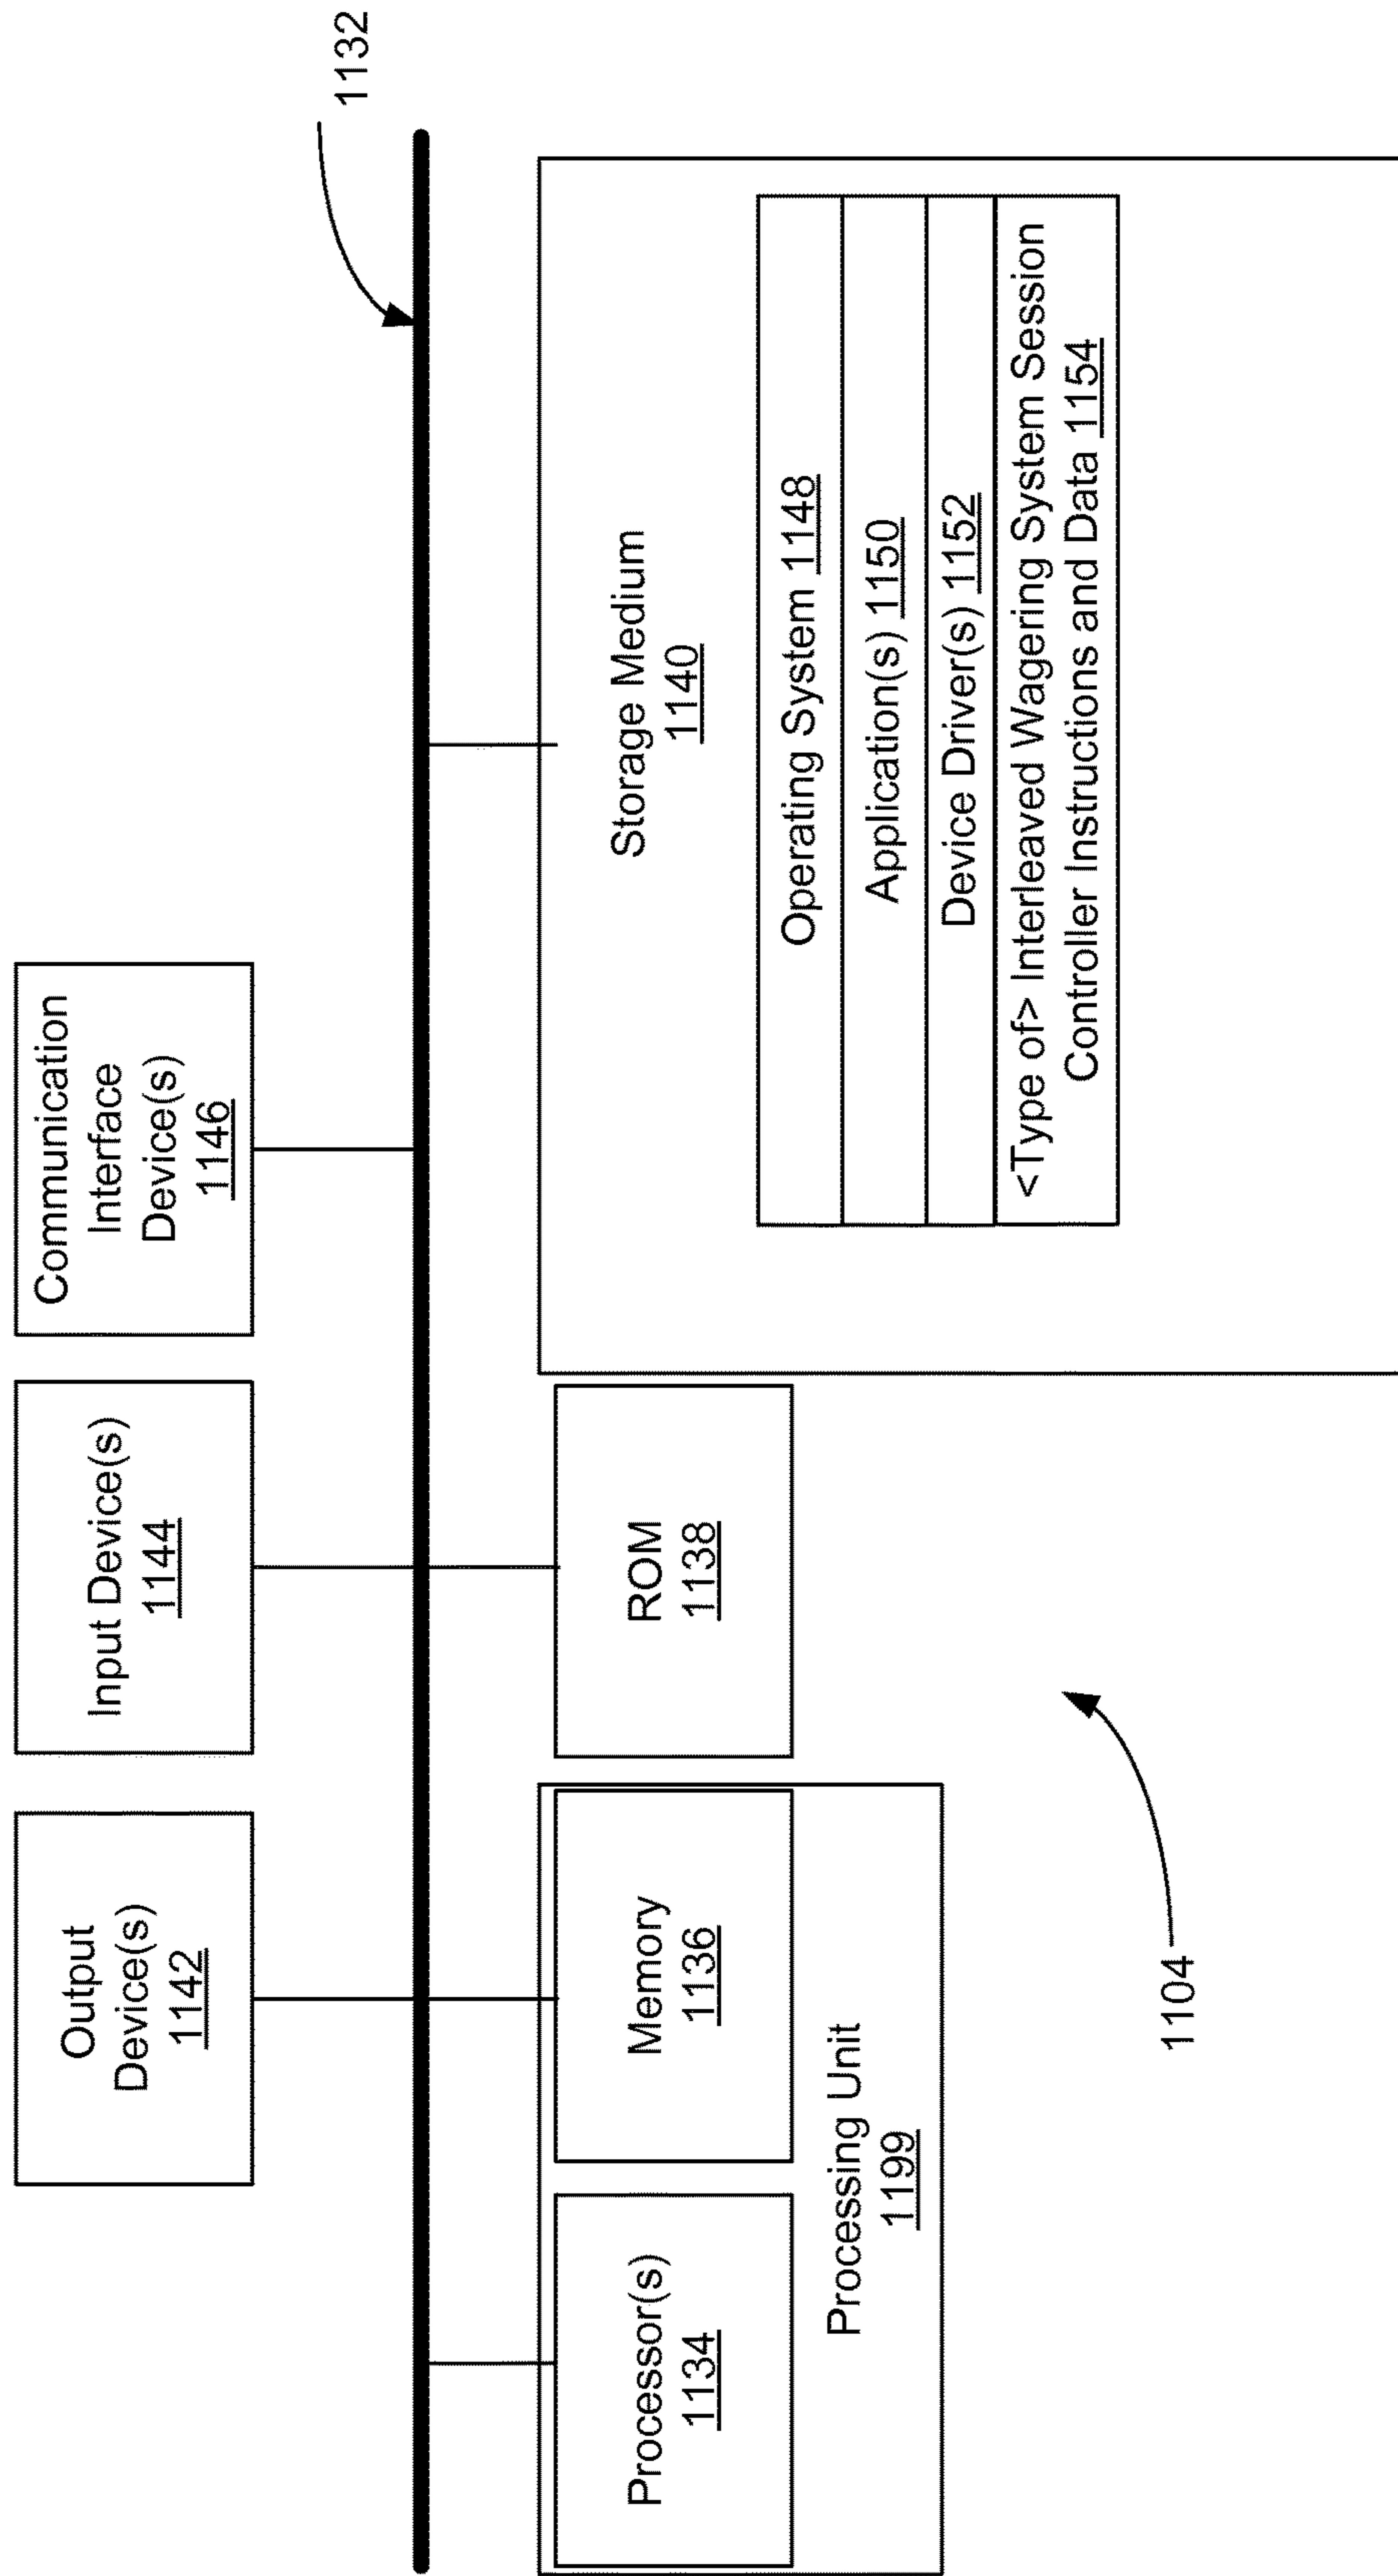 Output
Device(s)
1142
Input Device(s)
1144
Communication
Interface
Device(s)
1146
1132
Processor(s)
1134
Memory
1136
Processing Unit
1199
ROM
1138
Storage Medium
1140
Operating System 1148
Application(s) 1150
Device Driver(s) 1152
<Type of> Interleaved Wagering System Session
Controller Instructions and Data 1154
1104